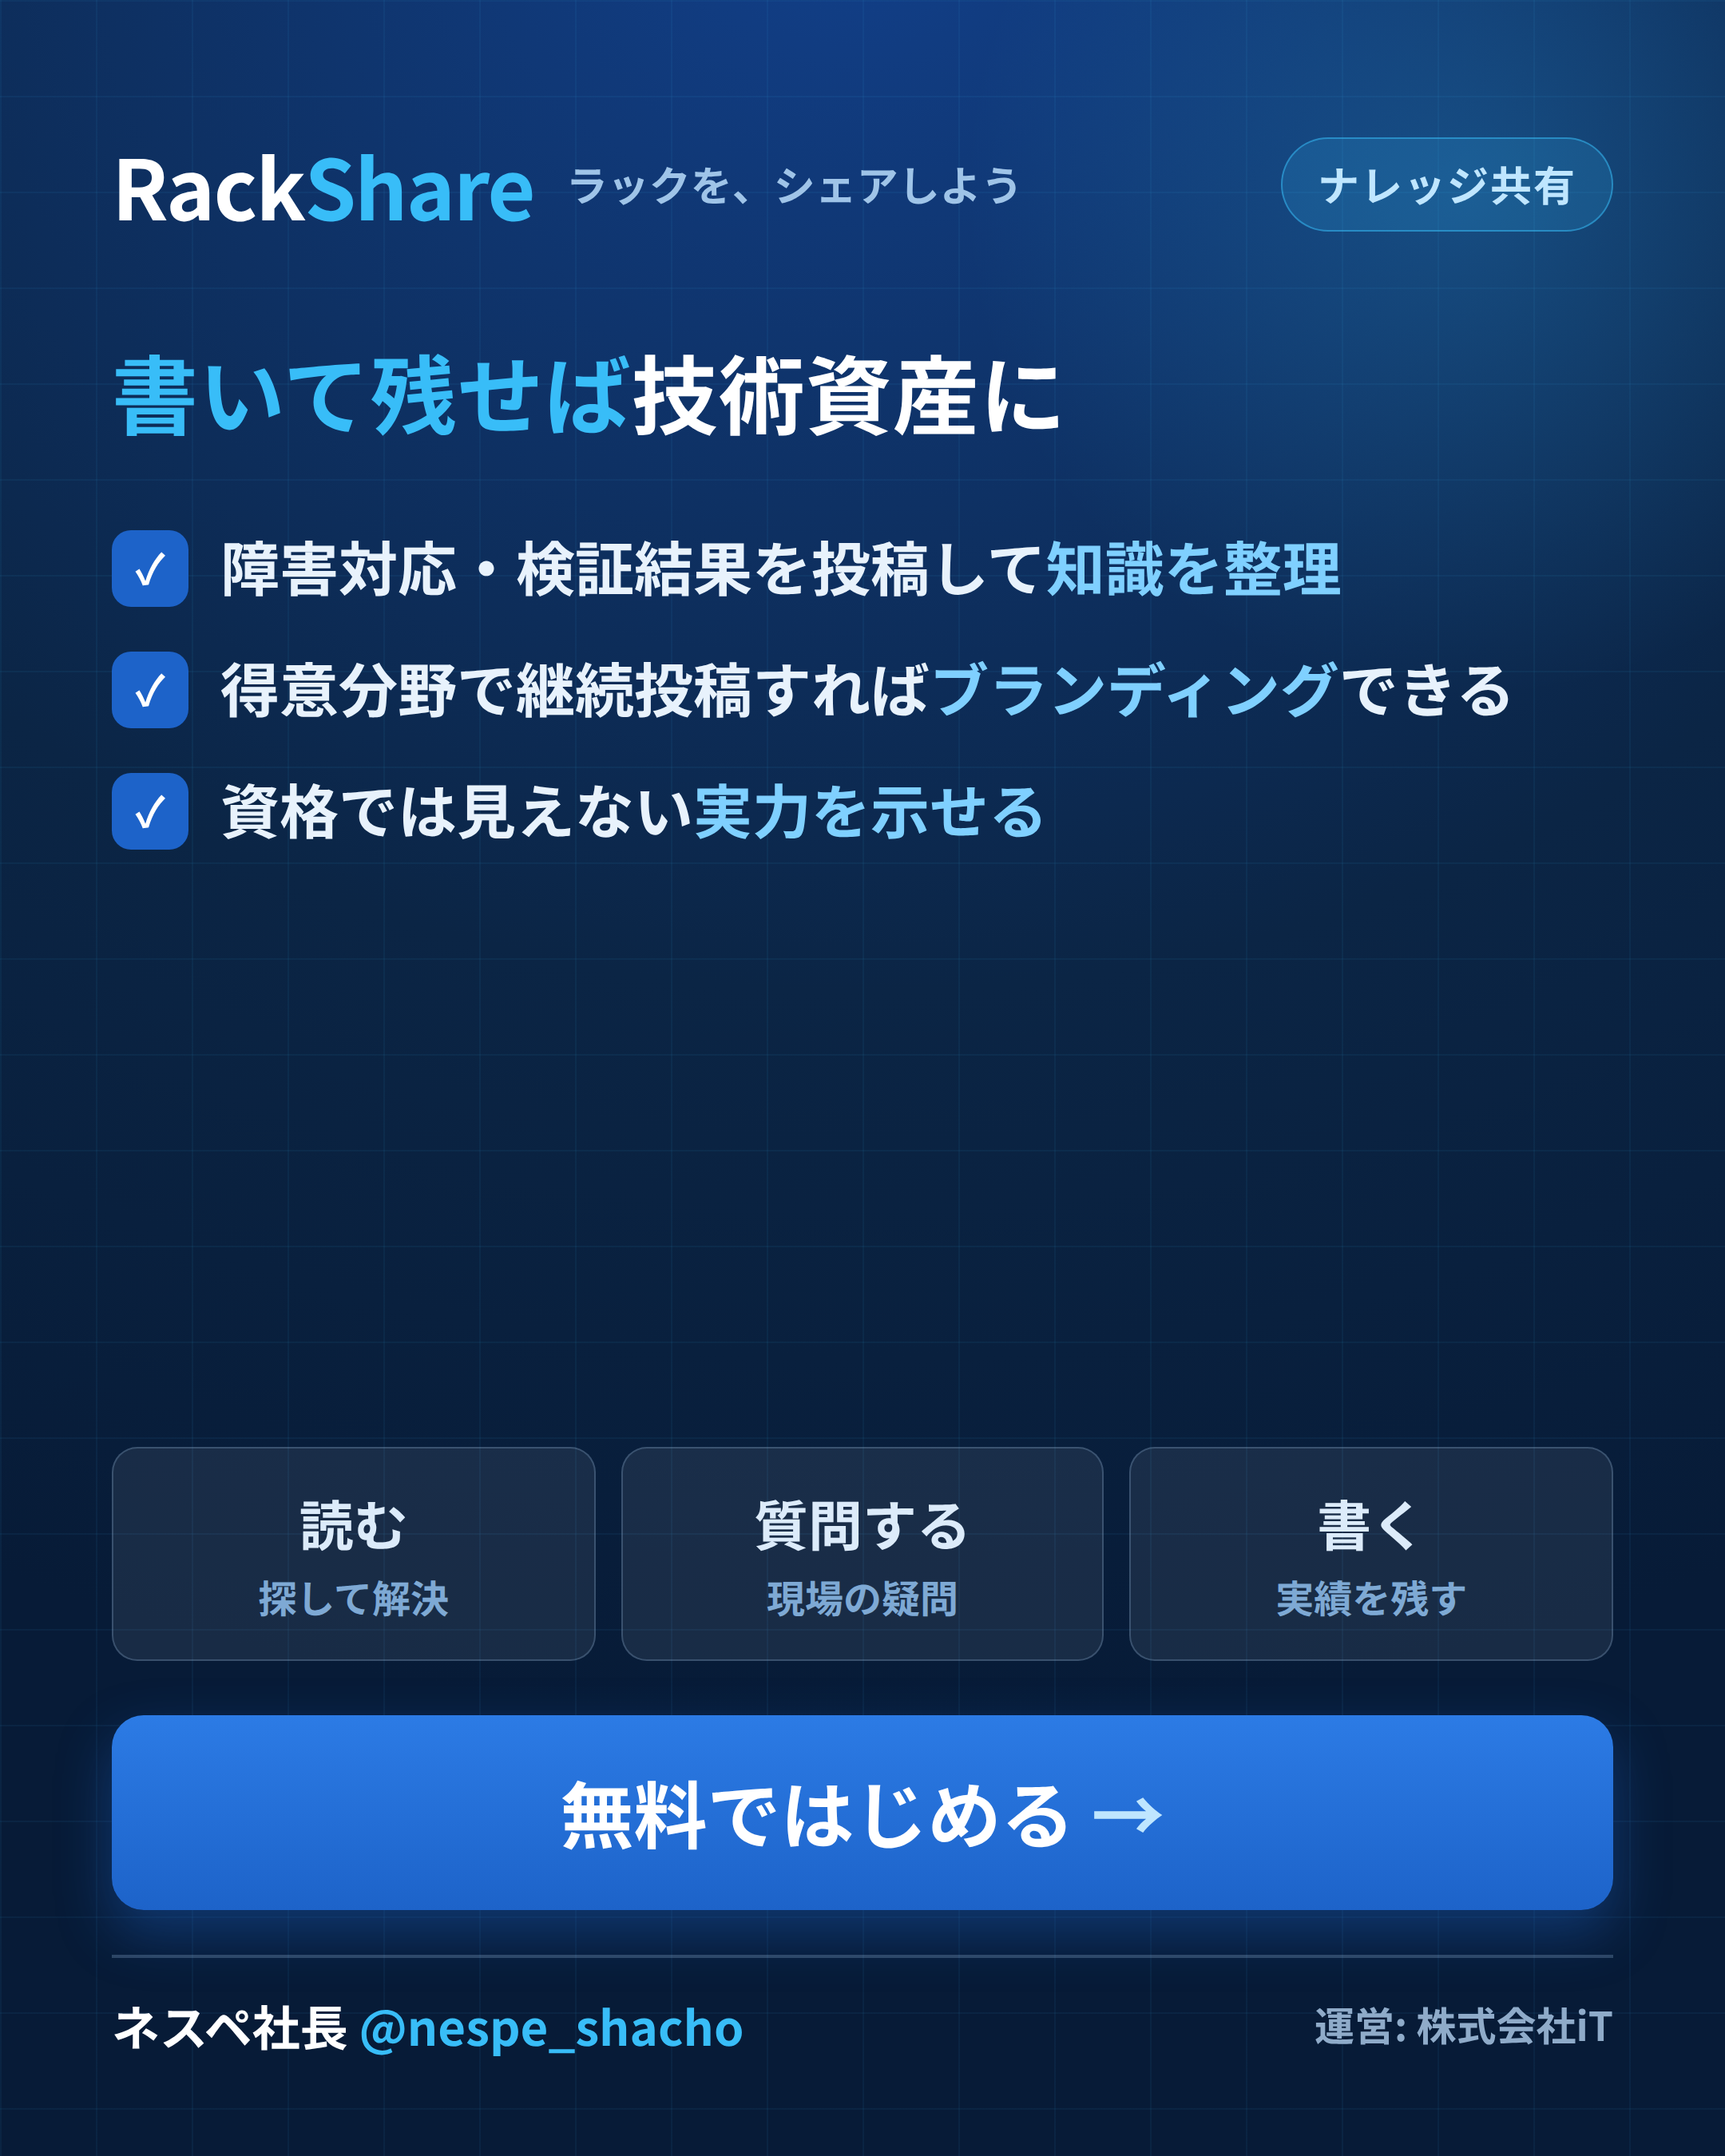 RackShare ラックを、シェアしよう ナレッジ共有
書いて残せば技術資産に
✓ 障害対応・検証結果を投稿して知識を整理
✓ 得意分野で継続投稿すればブランディングできる
✓ 資格では見えない実力を示せる
読む 質問する 書く
探して解決 現場の疑問 実績を残す
無料ではじめる →
ネスペ社長 @nespe_shacho 運営: 株式会社iT